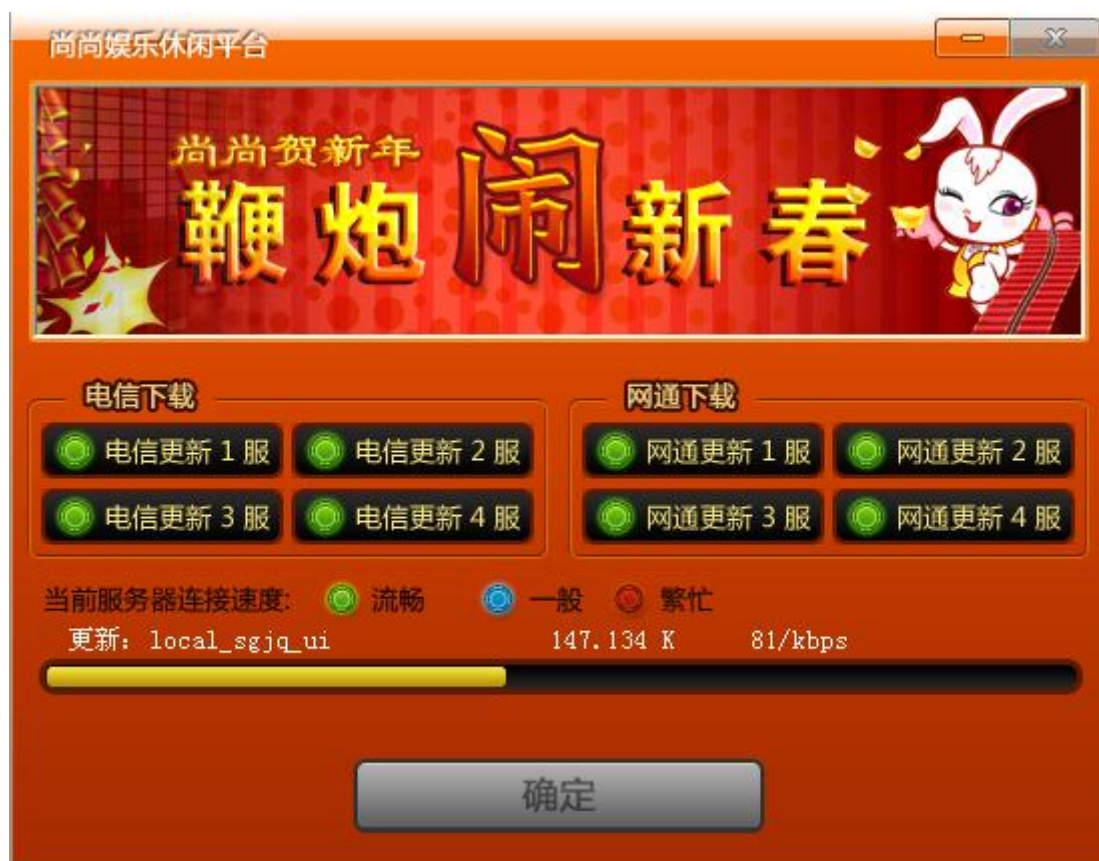 尚尚娱乐休闲平台
尚尚贺新年
鞭炮闹新春
电信下载
电信更新 1 服
电信更新 2 服
电信更新 3 服
电信更新 4 服
网通下载
网通更新 1 服
网通更新 2 服
网通更新 3 服
网通更新 4 服
当前服务器连接速度: 流畅 一般 繁忙
更新: local_sgjq_ui 147.134 K 81/kbps
确定